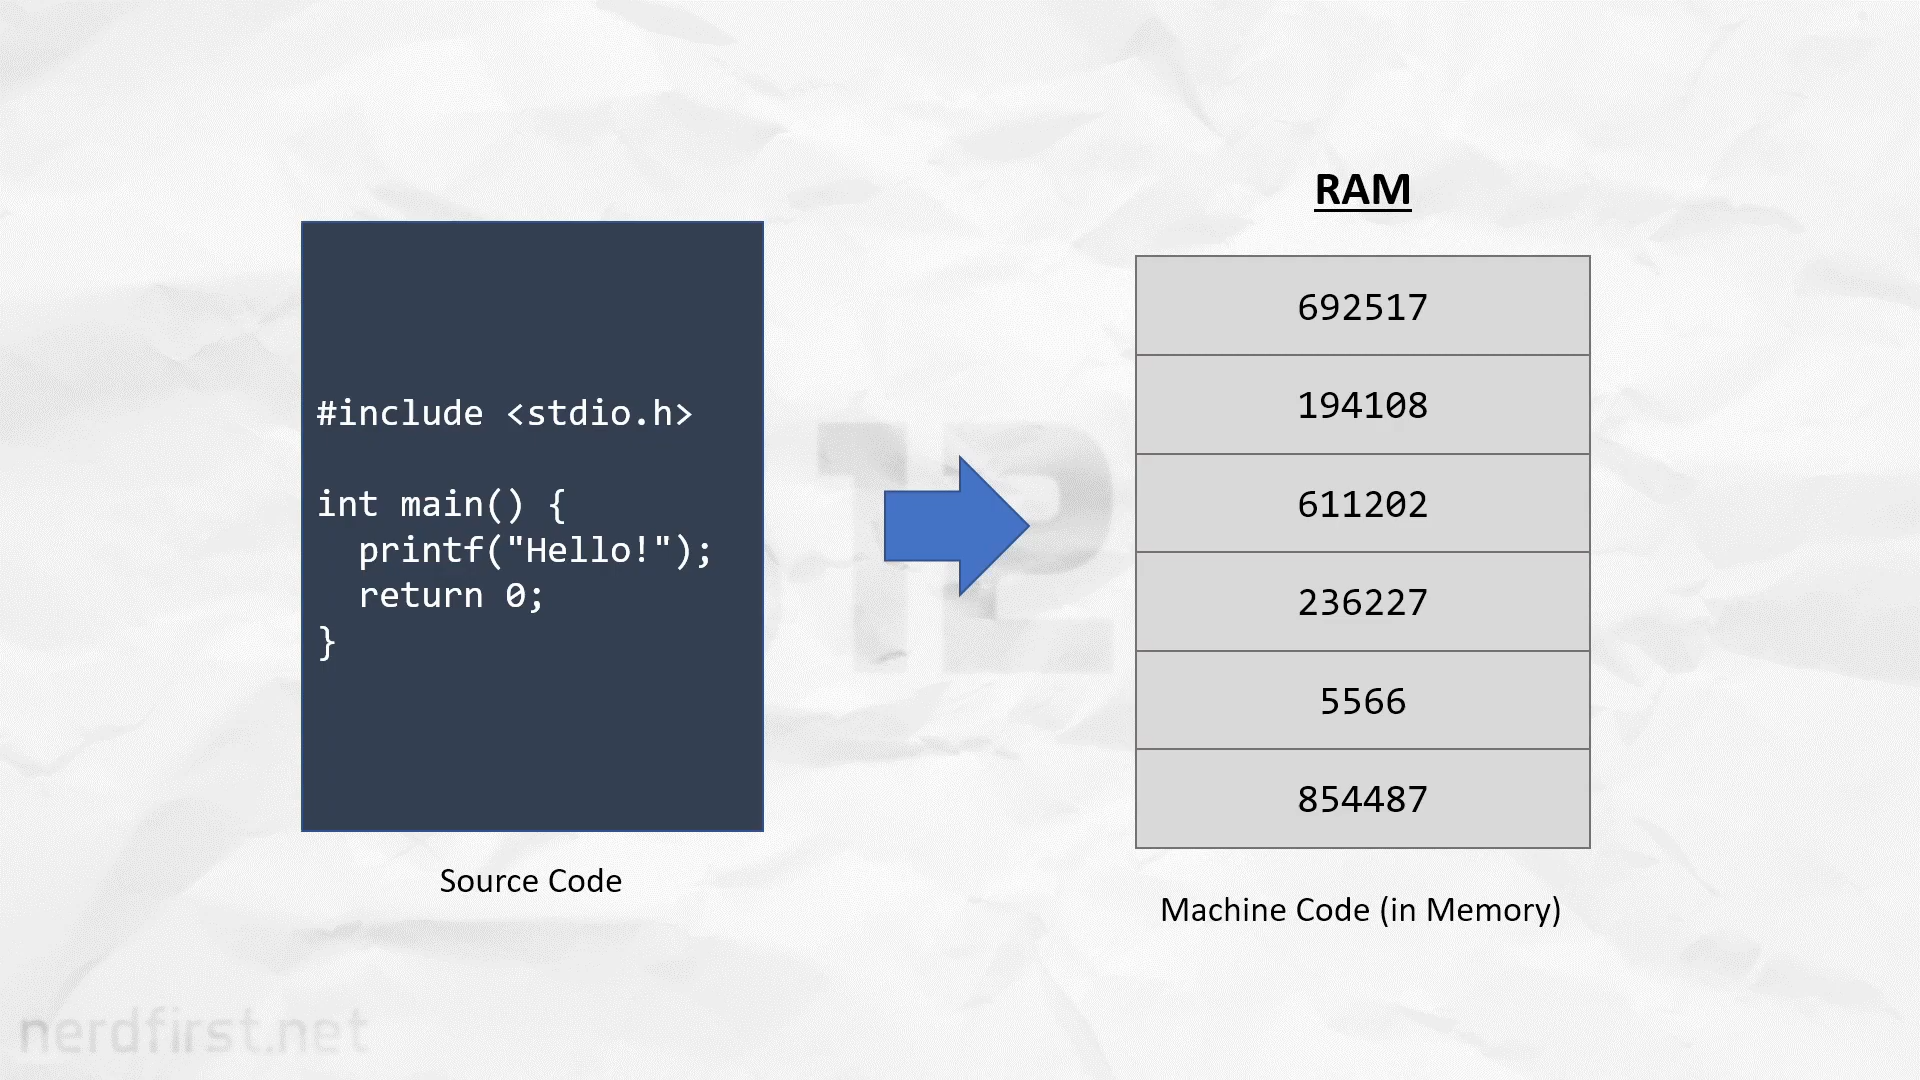 #include <stdio.h>
int main() {
printf("Hello!");
return 0;
}
Source Code
RAM
692517
194108
611202
236227
5566
854487
Machine Code (in Memory)
12
nerdfirst.net